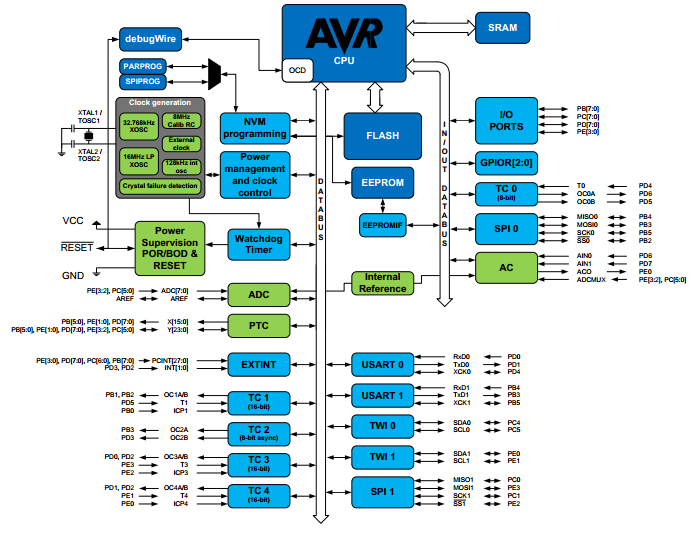 AVR
CPU
OCD
SRAM
debugWire
PARPROG
SPIPROG
Clock generation
XTAL1 /
TOSC1
XTAL2 /
TOSC2
32.768kHz
XOSC
8MHz
Calib RC
External
clock
16MHz LP
XOSC
128kHz int
osc
Crystal failure detection
NVM
programming
Power
management
and clock
control
FLASH
EEPROM
EEPROMIF
DATABUS
IN/OUT DATABUS
I/O
PORTS
PB[7:0]
PC[7:0]
PD[7:0]
PE[3:0]
GPIOR[2:0]
TC 0
(8-bit)
T0 PD4
OC0A PD6
OC0B PD5
SPI 0
MISO0 PB4
MOSI0 PB3
SCK0 PB5
SS0 PB2
AC
AIN0 PD6
AIN1 PD7
ACO PE0
ADCMUX PE[3:2], PC[5:0]
VCC
RESET
GND
Power
Supervision
POR/BOD &
RESET
Watchdog
Timer
Internal
Reference
PE[3:2], PC[5:0] ADC[7:0]
AREF AREF
ADC
PB[5:0], PE[1:0], PD[7:0] X[15:0]
PB[5:0], PE[1:0], PD[7:0], PE[3:2], PC[5:0] Y[23:0]
PTC
PE[3:0], PD[7:0], PC[6:0], PB[7:0] PCINT[27:0]
PD3, PD2 INT[1:0]
EXTINT
PB1, PB2 OC1A/B
PD5 T1
PB0 ICP1
TC 1
(16-bit)
PB3 OC2A
PD3 OC2B
TC 2
(8-bit async)
PD0, PD2 OC3A/B
PE3 T3
PE2 ICP3
TC 3
(16-bit)
PD1, PD2 OC4A/B
PE1 T4
PE0 ICP4
TC 4
(16-bit)
USART 0
RxD0 PD0
TxD0 PD1
XCK0 PD4
USART 1
RxD1 PB4
TxD1 PB3
XCK1 PB5
TWI 0
SDA0 PC4
SCL0 PC5
TWI 1
SDA1 PE0
SCL1 PE1
SPI 1
MISO1 PC0
MOSI1 PE3
SCK1 PC1
SS1 PE2